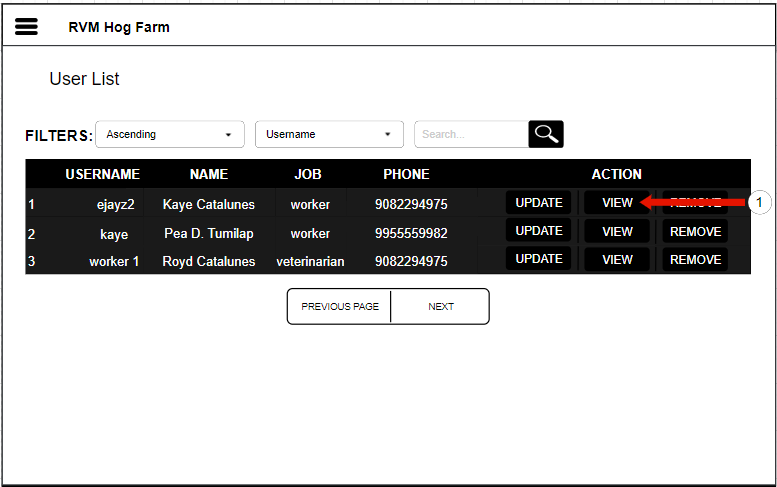 RVM Hog Farm
User List
FILTERS: Ascending Username Search...
USERNAME NAME JOB PHONE ACTION
1 ejayz2 Kaye Catalunes worker 9082294975 UPDATE VIEW REMOVE 1
2 kaye Pea D. Tumilap worker 9955559982 UPDATE VIEW REMOVE
3 worker 1 Royd Catalunes veterinarian 9082294975 UPDATE VIEW REMOVE
PREVIOUS PAGE NEXT